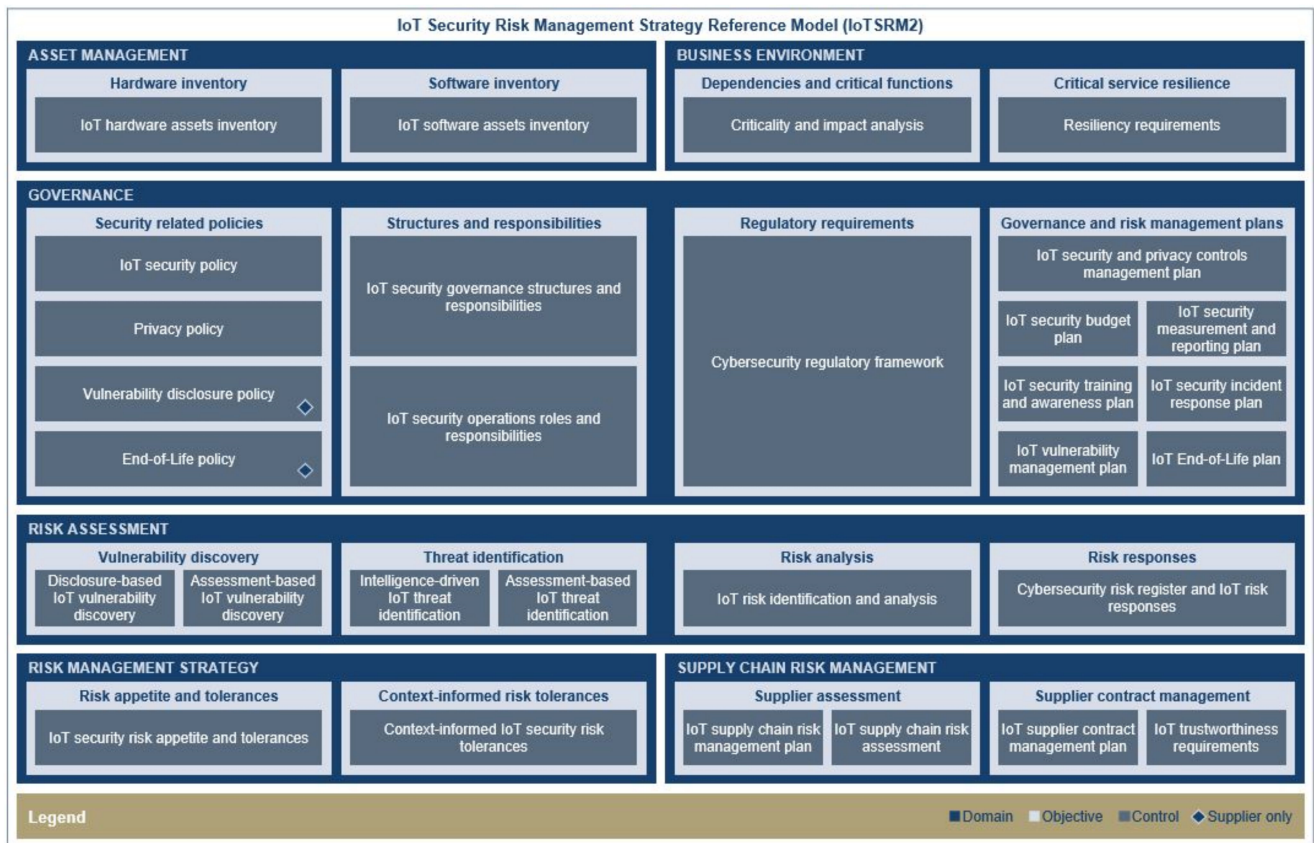 IoT Security Risk Management Strategy Reference Model (IoTSRM2)
ASSET MANAGEMENT
Hardware inventory
IoT hardware assets inventory
Software inventory
IoT software assets inventory
BUSINESS ENVIRONMENT
Dependencies and critical functions
Criticality and impact analysis
Critical service resilience
Resiliency requirements
GOVERNANCE
Security related policies
IoT security policy
Privacy policy
Vulnerability disclosure policy
End-of-Life policy
Structures and responsibilities
IoT security governance structures and
responsibilities
IoT security operations roles and
responsibilities
Regulatory requirements
Cybersecurity regulatory framework
Governance and risk management plans
IoT security and privacy controls
management plan
IoT security budget
plan
IoT security
measurement and
reporting plan
IoT security training
and awareness plan
IoT security incident
response plan
IoT vulnerability
management plan
IoT End-of-Life plan
RISK ASSESSMENT
Vulnerability discovery
Disclosure-based
IoT vulnerability
discovery
Assessment-based
IoT vulnerability
discovery
Threat identification
Intelligence-driven
IoT threat
identification
Assessment-based
IoT threat
identification
Risk analysis
IoT risk identification and analysis
Risk responses
Cybersecurity risk register and IoT risk
responses
RISK MANAGEMENT STRATEGY
Risk appetite and tolerances
IoT security risk appetite and tolerances
Context-informed risk tolerances
Context-informed IoT security risk
tolerances
SUPPLY CHAIN RISK MANAGEMENT
Supplier assessment
IoT supply chain risk
management plan
IoT supply chain risk
assessment
Supplier contract management
IoT supplier contract
management plan
IoT trustworthiness
requirements
Legend
Domain
Objective
Control
Supplier only